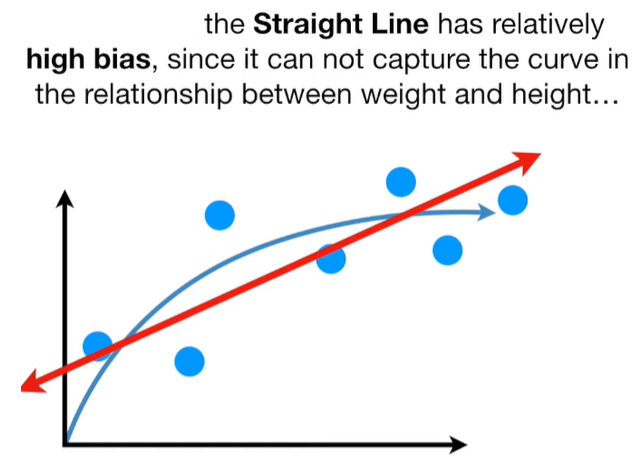 the Straight Line has relatively
high bias, since it can not capture the curve in
the relationship between weight and height…